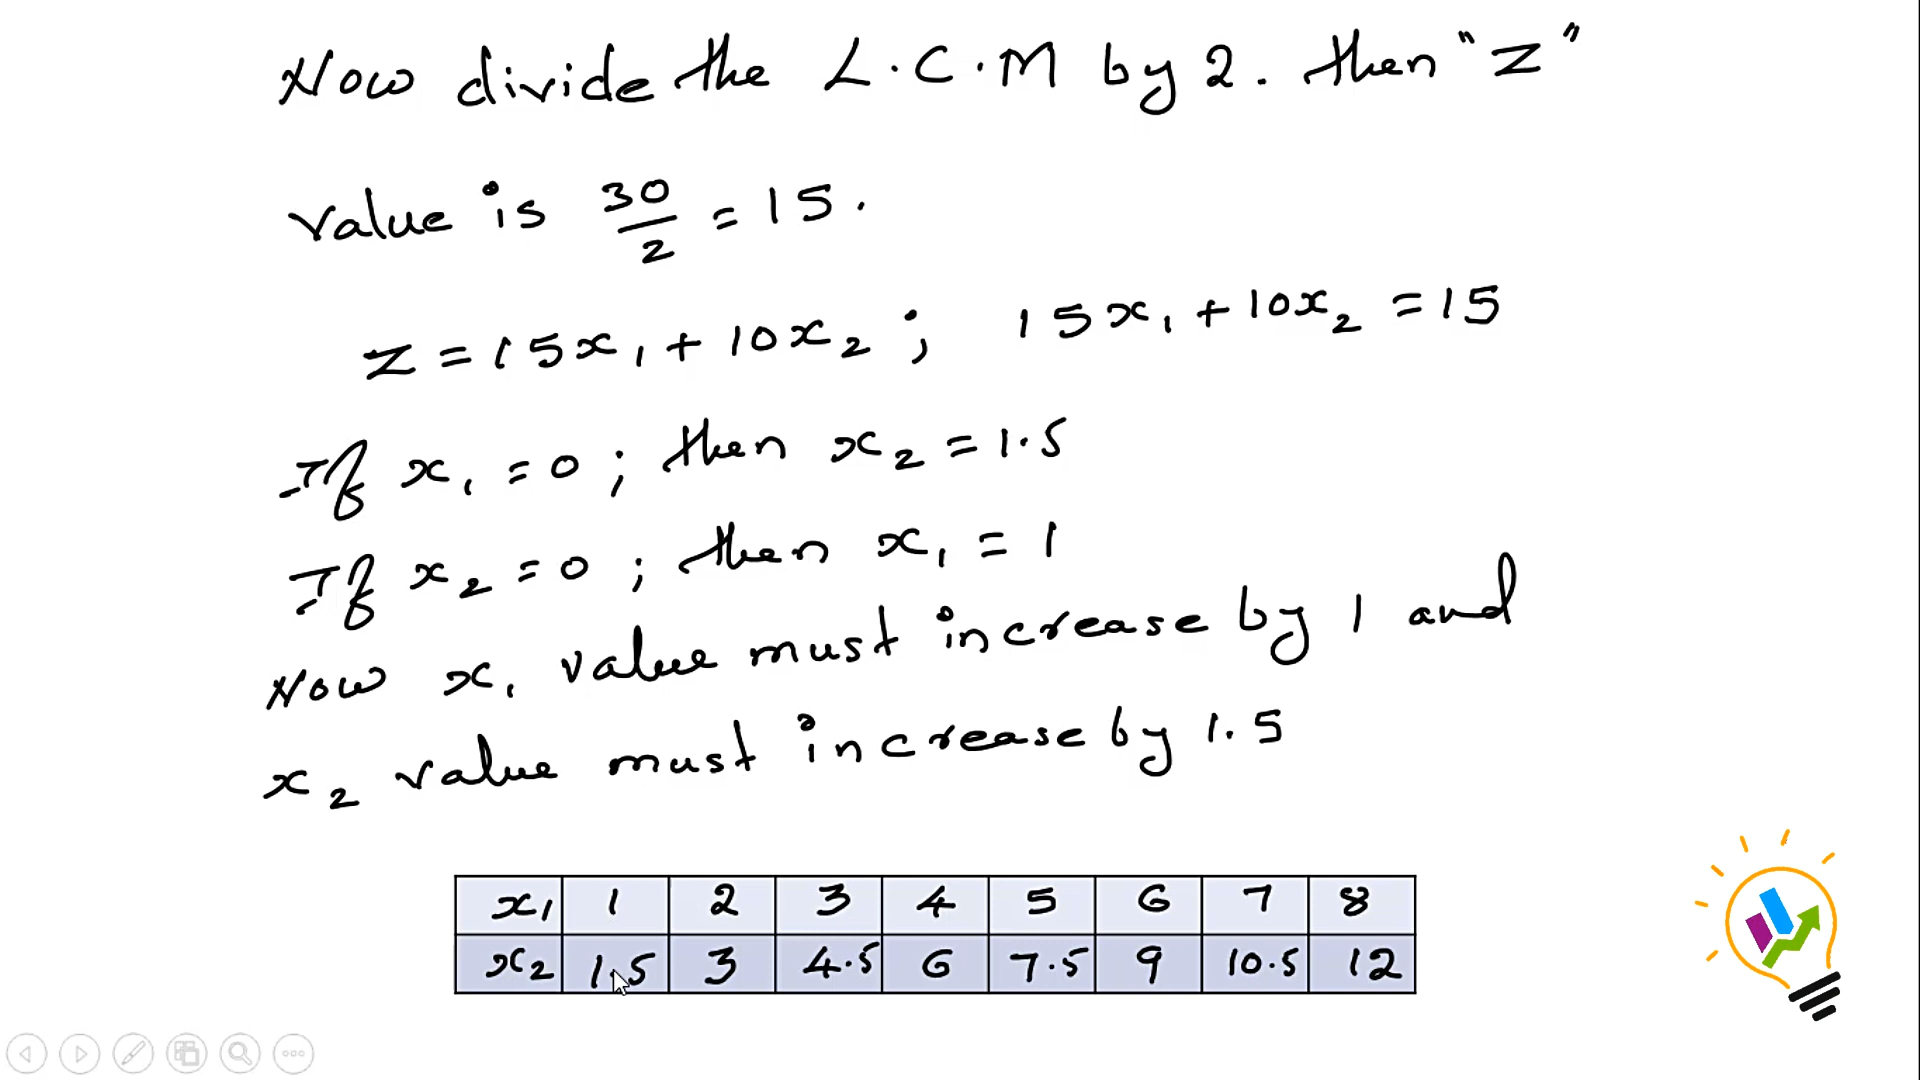 Now divide the L.C.M by 2. then "Z"
value is 30/2 = 15.
Z = 15x₁ + 10x₂ ; 15x₁ + 10x₂ = 15
If x₁ = 0 ; then x₂ = 1.5
If x₂ = 0 ; then x₁ = 1
Now x₁ value must increase by 1 and
x₂ value must increase by 1.5
x₁ 1 2 3 4 5 6 7 8
x₂ 1.5 3 4.5 6 7.5 9 10.5 12